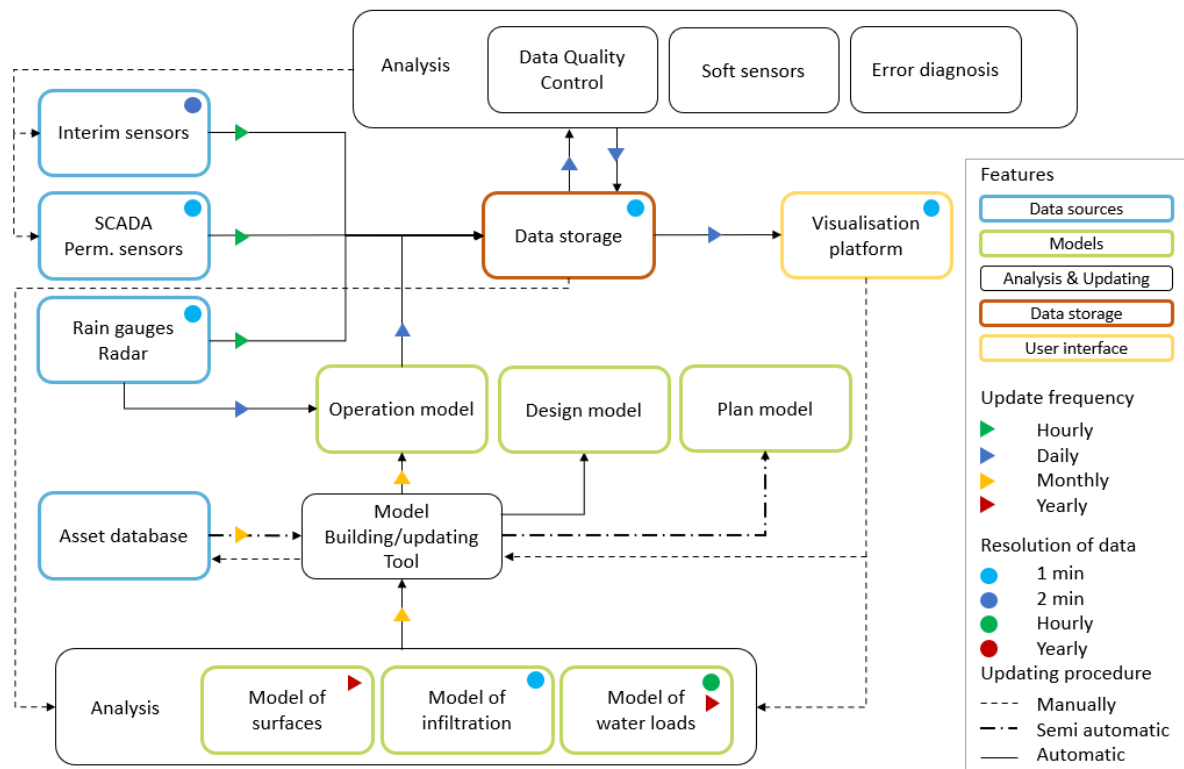 Analysis
Data Quality
Control
Soft sensors
Error diagnosis
Interim sensors
SCADA
Perm. sensors
Data storage
Visualisation
platform
Rain gauges
Radar
Operation model
Design model
Plan model
Asset database
Model
Building/updating
Tool
Analysis
Model of
surfaces
Model of
infiltration
Model of
water loads
Features
Data sources
Models
Analysis & Updating
Data storage
User interface
Update frequency
Hourly
Daily
Monthly
Yearly
Resolution of data
1 min
2 min
Hourly
Yearly
Updating procedure
Manually
Semi automatic
Automatic